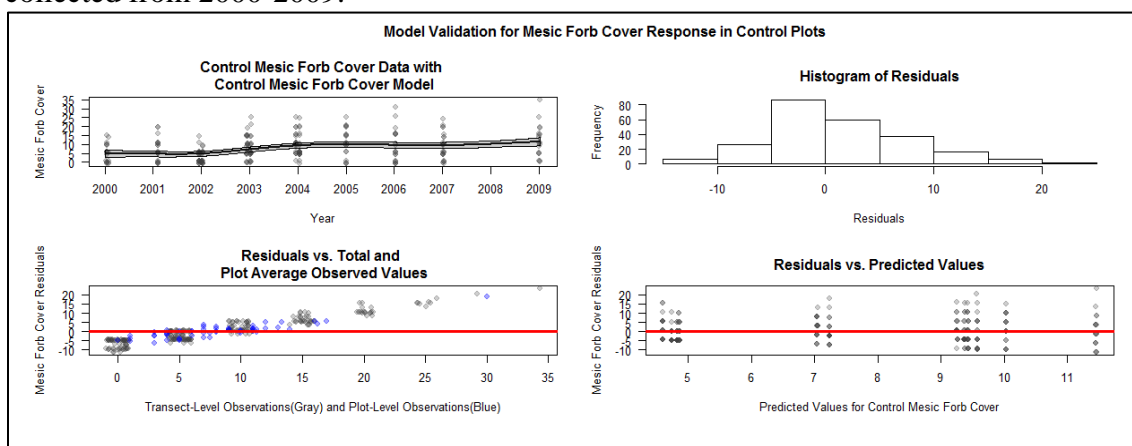 collected from 2000-2009.
Model Validation for Mesic Forb Cover Response in Control Plots
Control Mesic Forb Cover Data with
Control Mesic Forb Cover Model
Mesic Forb Cover
35
30
25
20
15
10
5
0
2000 2001 2002 2003 2004 2005 2006 2007 2008 2009
Year
Histogram of Residuals
Frequency
80
60
40
20
0
-10 0 10 20
Residuals
Residuals vs. Total and
Plot Average Observed Values
Mesic Forb Cover Residuals
20
15
10
5
0
-5
-10
0 5 10 15 20 25 30 35
Transect-Level Observations(Gray) and Plot-Level Observations(Blue)
Residuals vs. Predicted Values
Mesic Forb Cover Residuals
20
15
10
5
0
-5
-10
5 6 7 8 9 10 11
Predicted Values for Control Mesic Forb Cover